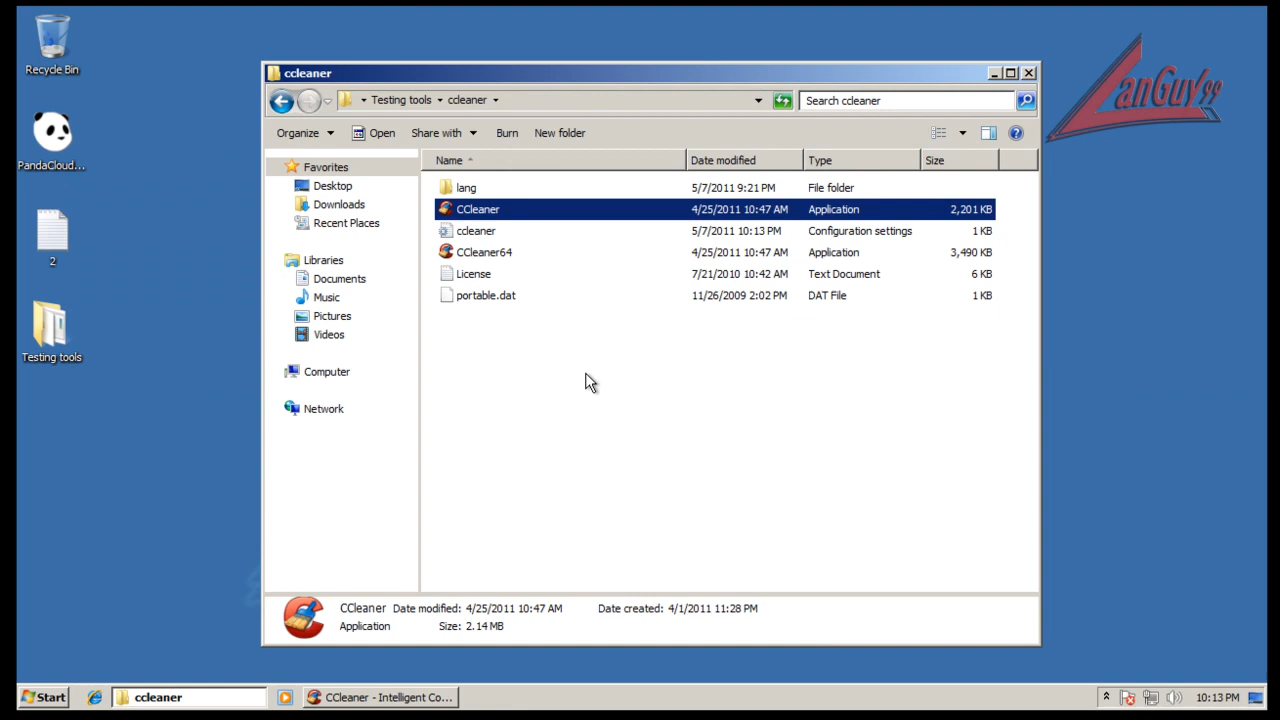 Recycle Bin
PandaCloud...
2
Testing tools
ccleaner
Testing tools ccleaner
Search ccleaner
Organize Open Share with Burn New folder
Name Date modified Type Size
Favorites
Desktop
Downloads
Recent Places
Libraries
Documents
Music
Pictures
Videos
Computer
Network
lang 5/7/2011 9:21 PM File folder
CCleaner 4/25/2011 10:47 AM Application 2,201 KB
ccleaner 5/7/2011 10:13 PM Configuration settings 1 KB
CCleaner64 4/25/2011 10:47 AM Application 3,490 KB
License 7/21/2010 10:42 AM Text Document 6 KB
portable.dat 11/26/2009 2:02 PM DAT File 1 KB
CCleaner Date modified: 4/25/2011 10:47 AM Date created: 4/1/2011 11:28 PM
Application Size: 2.14 MB
LanGuy99
Start ccleaner CCleaner - Intelligent Co... 10:13 PM